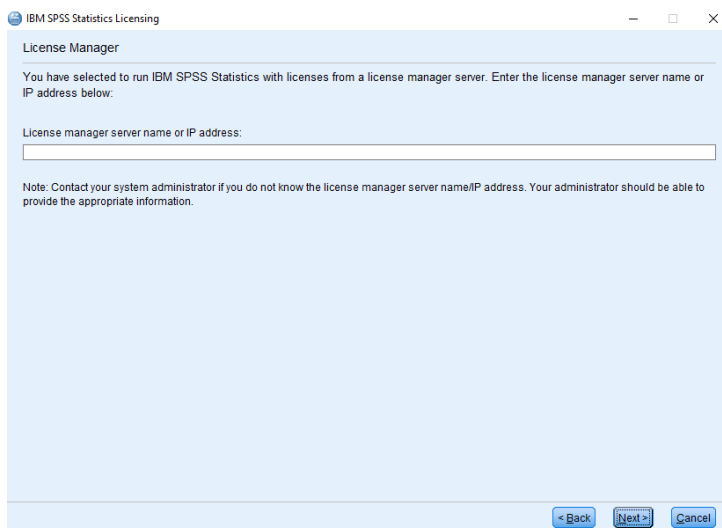 IBM SPSS Statistics Licensing
License Manager
You have selected to run IBM SPSS Statistics with licenses from a license manager server. Enter the license manager server name or
IP address below:
License manager server name or IP address:
Note: Contact your system administrator if you do not know the license manager server name/IP address. Your administrator should be able to
provide the appropriate information.
< Back Next > Cancel